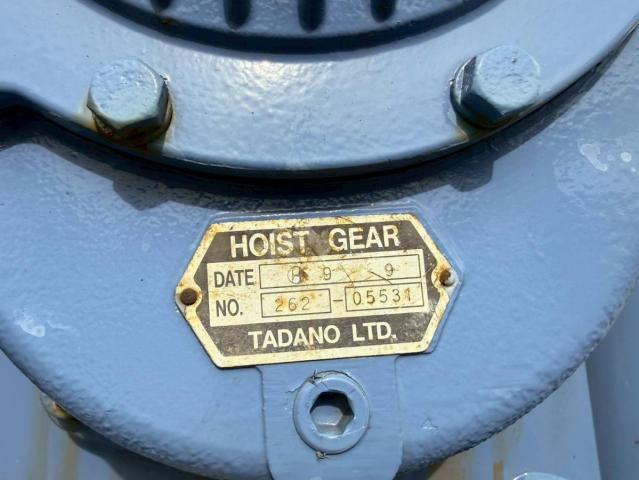 HOIST GEAR
DATE Ⓗ 9 9
NO. 262 - 05531
TADANO LTD.